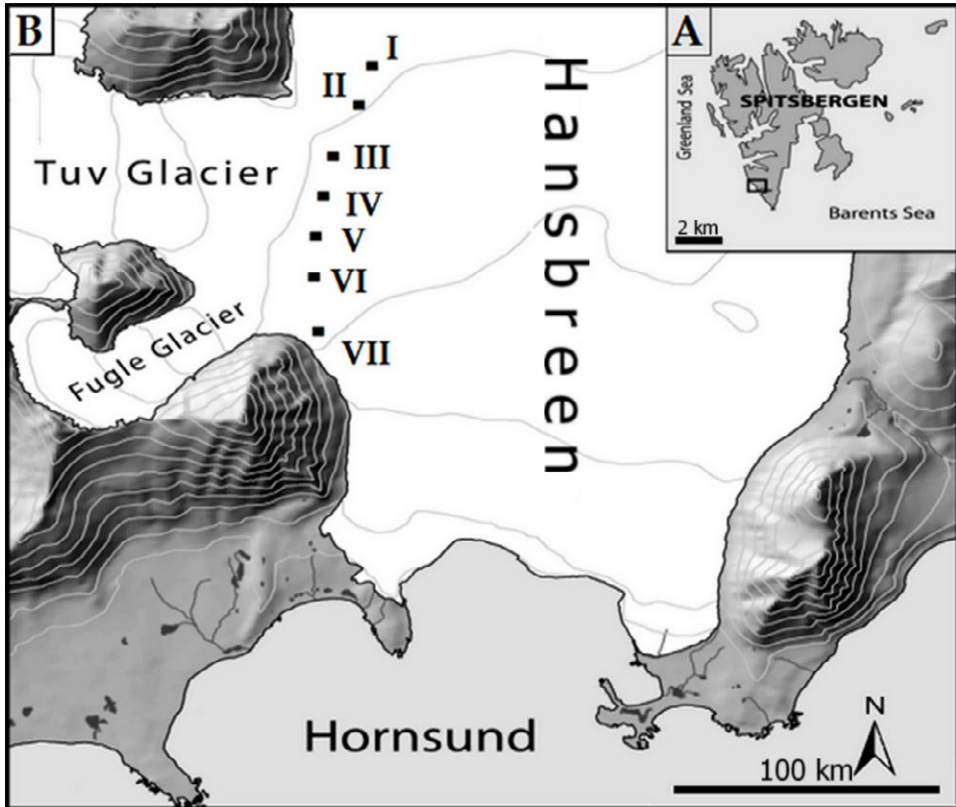 B
I
II
III
IV
V
VI
VII
Tuv Glacier
Fugle Glacier
Hansbreen
A
Greenland Sea
SPITSBERGEN
Barents Sea
2 km
Hornsund
N
100 km